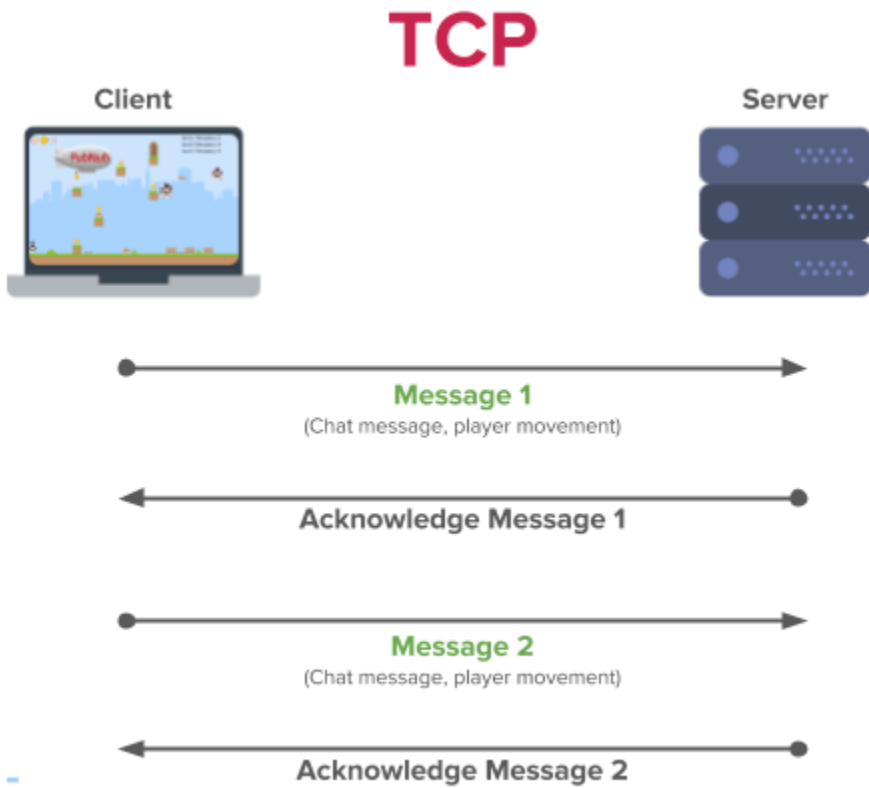 TCP
Client
Server
PubNub
Message 1
(Chat message, player movement)
Acknowledge Message 1
Message 2
(Chat message, player movement)
Acknowledge Message 2